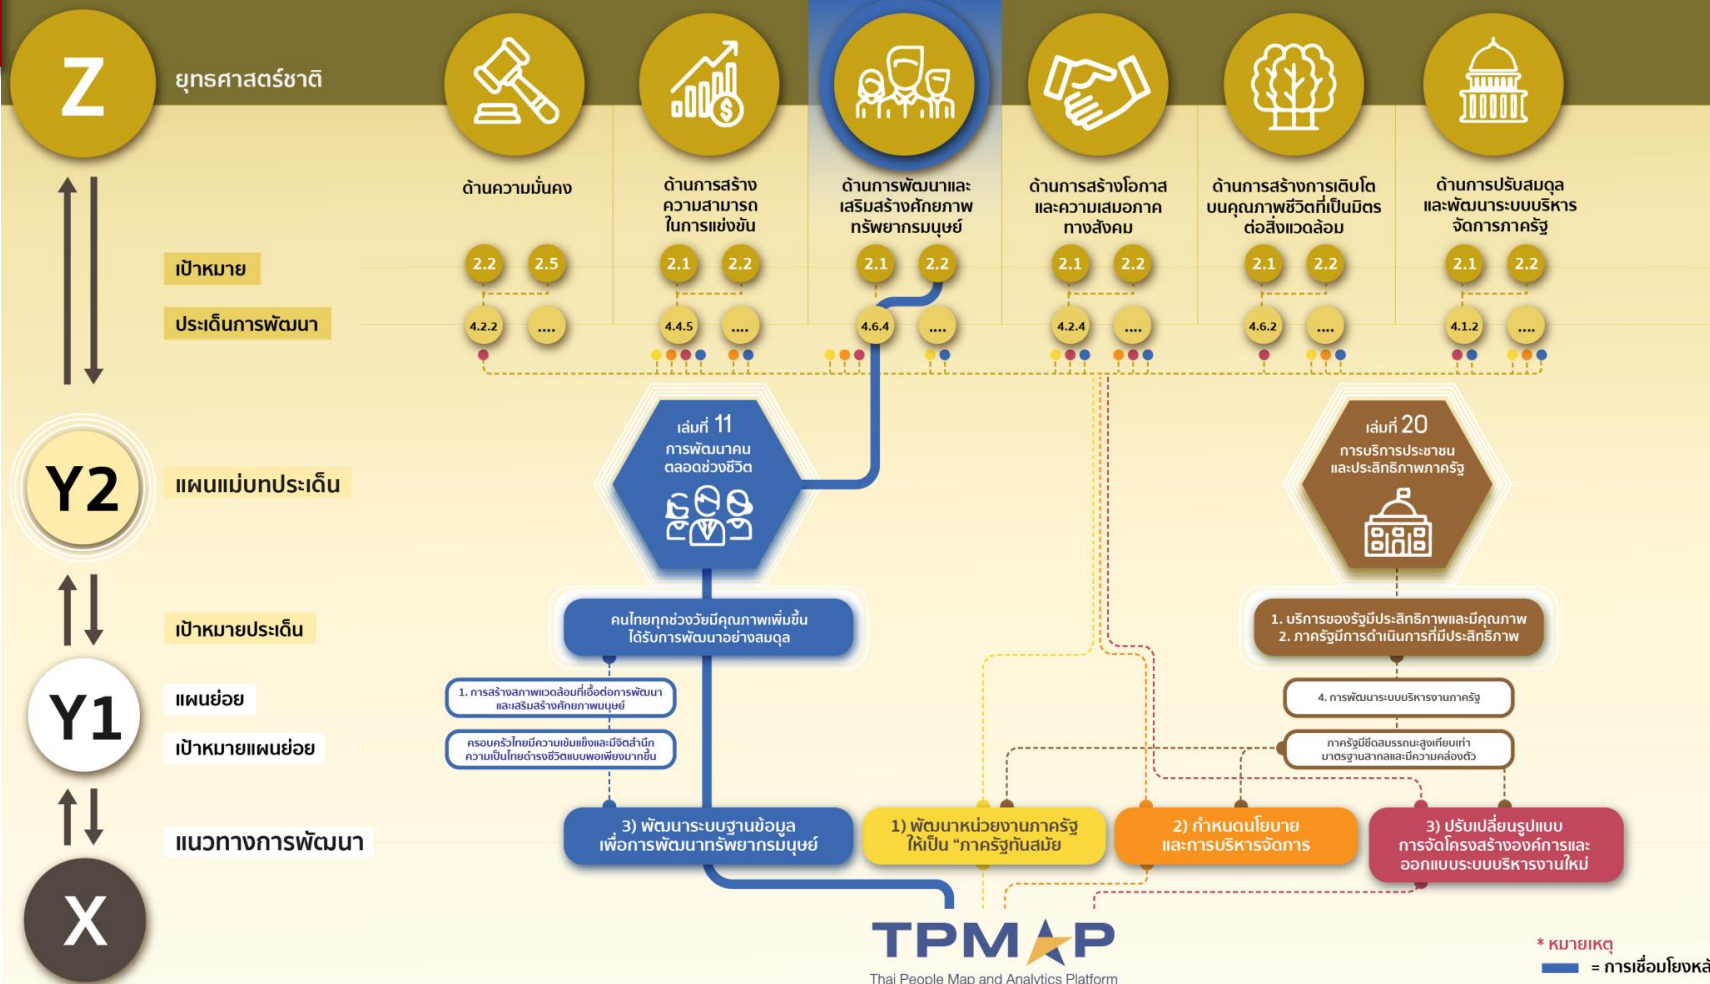 Z
ยุทธศาสตร์ชาติ
ด้านความมั่นคง
ด้านการสร้าง
ความสามารถ
ในการแข่งขัน
ด้านการพัฒนาและ
เสริมสร้างศักยภาพ
ทรัพยากรมนุษย์
ด้านการสร้างโอกาส
และความเสมอภาค
ทางสังคม
ด้านการสร้างการเติบโต
บนคุณภาพชีวิตที่เป็นมิตร
ต่อสิ่งแวดล้อม
ด้านการปรับสมดุล
และพัฒนาระบบบริหาร
จัดการภาครัฐ
เป้าหมาย
2.2 2.5 2.1 2.2 2.1 2.2 2.1 2.2 2.1 2.2 2.1 2.2
ประเด็นการพัฒนา
4.2.2 .... 4.4.5 .... 4.6.4 .... 4.2.4 .... 4.6.2 .... 4.1.2 ....
Y2
แผนแม่บทประเด็น
เล่มที่ 11
การพัฒนาคน
ตลอดช่วงชีวิต
เล่มที่ 20
การบริการประชาชน
และประสิทธิภาพภาครัฐ
เป้าหมายประเด็น
คนไทยทุกช่วงวัยมีคุณภาพเพิ่มขึ้น
ได้รับการพัฒนาอย่างสมดุล
1. บริการของรัฐมีประสิทธิภาพและมีคุณภาพ
2. ภาครัฐมีการดำเนินการที่มีประสิทธิภาพ
Y1
แผนย่อย
1. การสร้างสภาพแวดล้อมที่เอื้อต่อการพัฒนา
และเสริมสร้างศักยภาพมนุษย์
4. การพัฒนาระบบบริหารงานภาครัฐ
เป้าหมายแผนย่อย
ครอบครัวไทยมีความเข้มแข็งและมีจิตสำนึก
ความเป็นไทยดำรงชีวิตแบบพอเพียงมากขึ้น
ภาครัฐมีขีดสมรรถนะสูงเทียบเท่า
มาตรฐานสากลและมีความคล่องตัว
แนวทางการพัฒนา
3) พัฒนาระบบฐานข้อมูล
เพื่อการพัฒนาทรัพยากรมนุษย์
1) พัฒนาหน่วยงานภาครัฐ
ให้เป็น "ภาครัฐทันสมัย
2) กำหนดนโยบาย
และการบริหารจัดการ
3) ปรับเปลี่ยนรูปแบบ
การจัดโครงสร้างองค์การและ
ออกแบบระบบบริหารงานใหม่
X
TPMAP
Thai People Map and Analytics Platform
* หมายเหตุ
= การเชื่อมโยงหลั